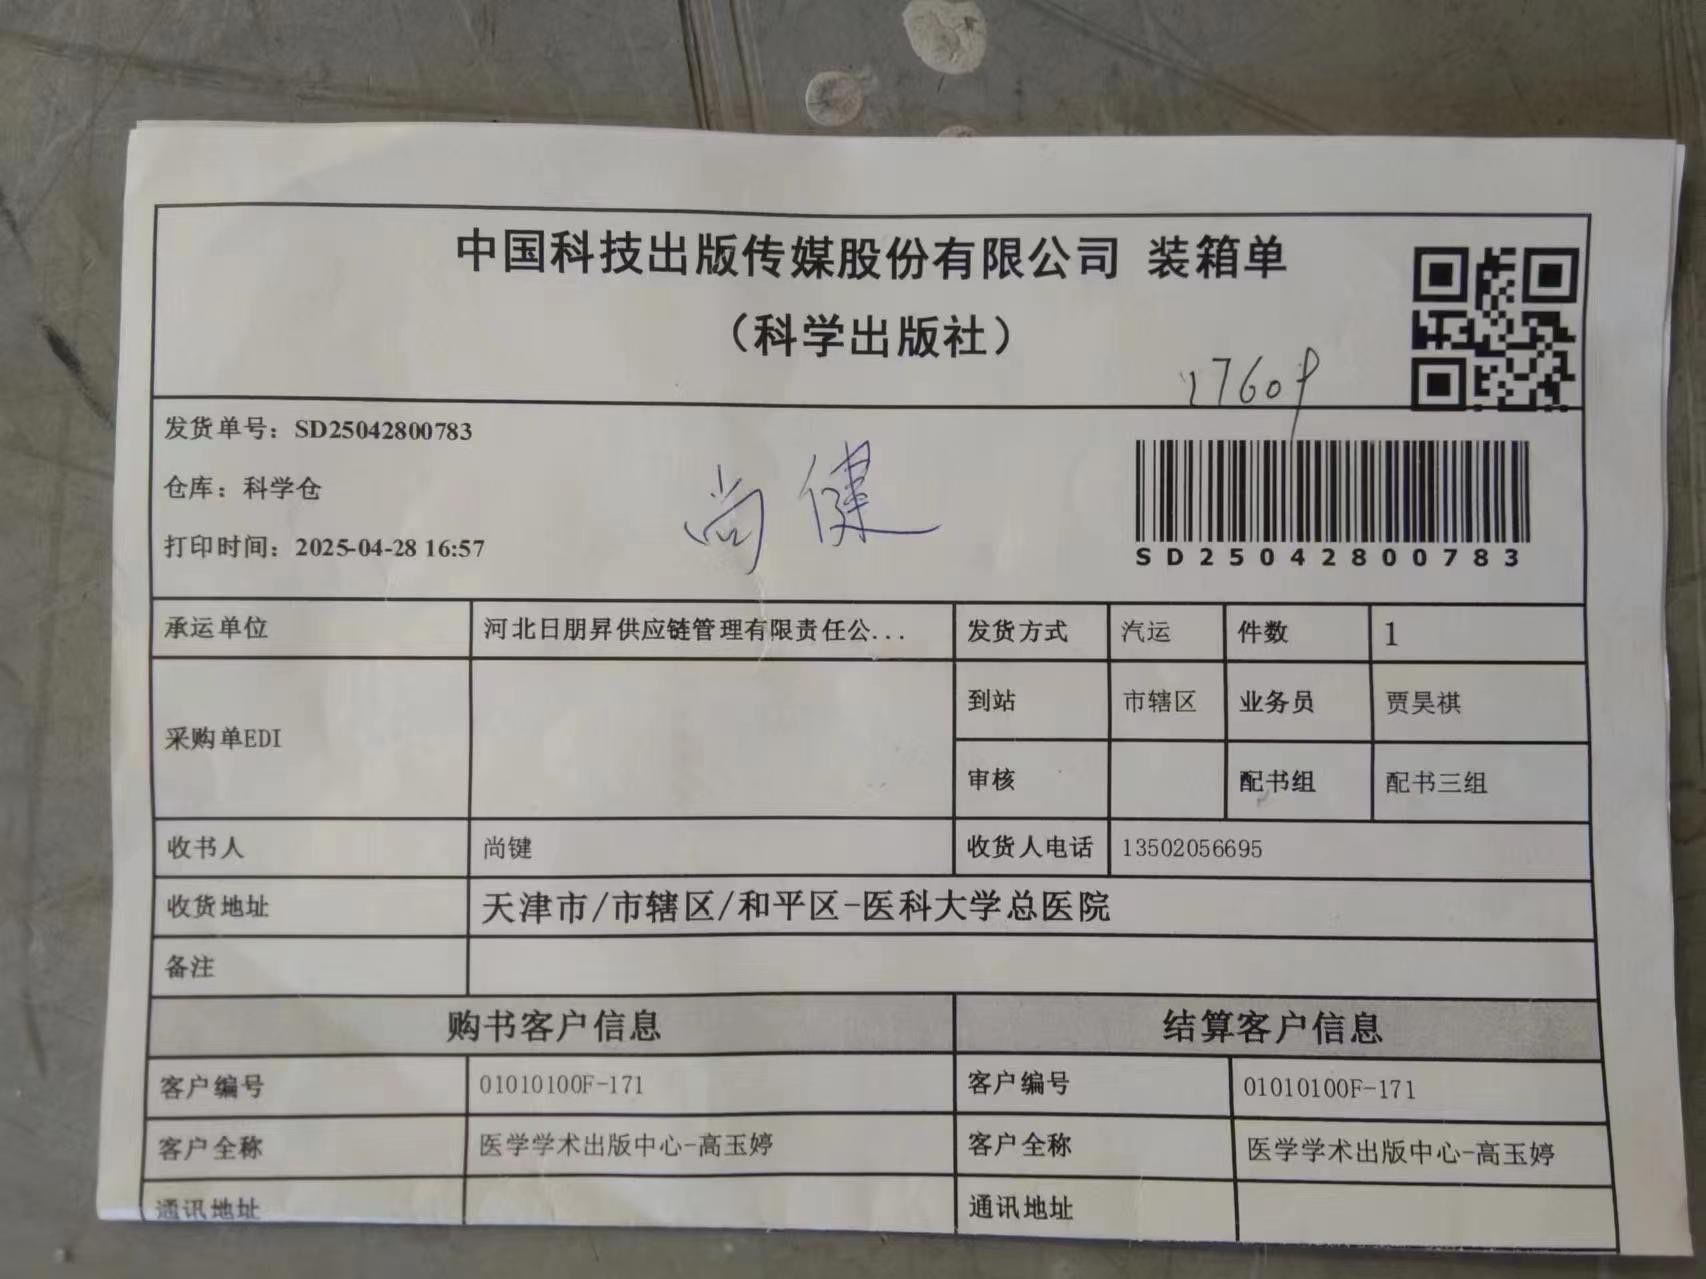 中国科技出版传媒股份有限公司 装箱单
（科学出版社）
1760P
发货单号：SD25042800783
仓库：科学仓
打印时间：2025-04-28 16:57
尚健
SD25042800783
承运单位 河北日朋昇供应链管理有限责任公... 发货方式 汽运 件数 1
采购单EDI
到站 市辖区 业务员 贾昊祺
审核 配书组 配书三组
收书人 尚键 收货人电话 13502056695
收货地址 天津市/市辖区/和平区-医科大学总医院
备注
购书客户信息 结算客户信息
客户编号 01010100F-171 客户编号 01010100F-171
客户全称 医学学术出版中心-高玉婷 客户全称 医学学术出版中心-高玉婷
通讯地址 通讯地址